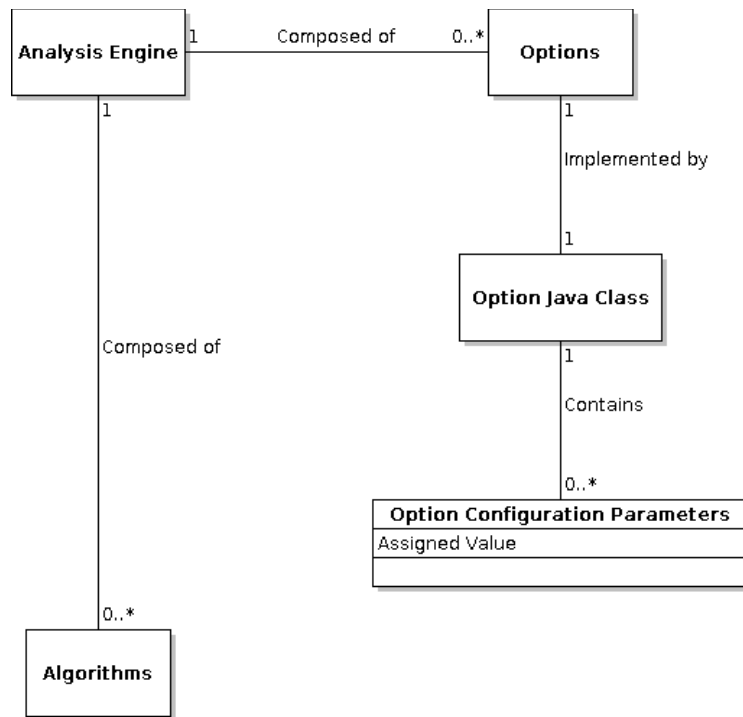 Analysis Engine
1
Composed of
0..*
Options
1
1
Implemented by
1
Option Java Class
1
Composed of
Contains
0..*
Option Configuration Parameters
Assigned Value
0..*
Algorithms